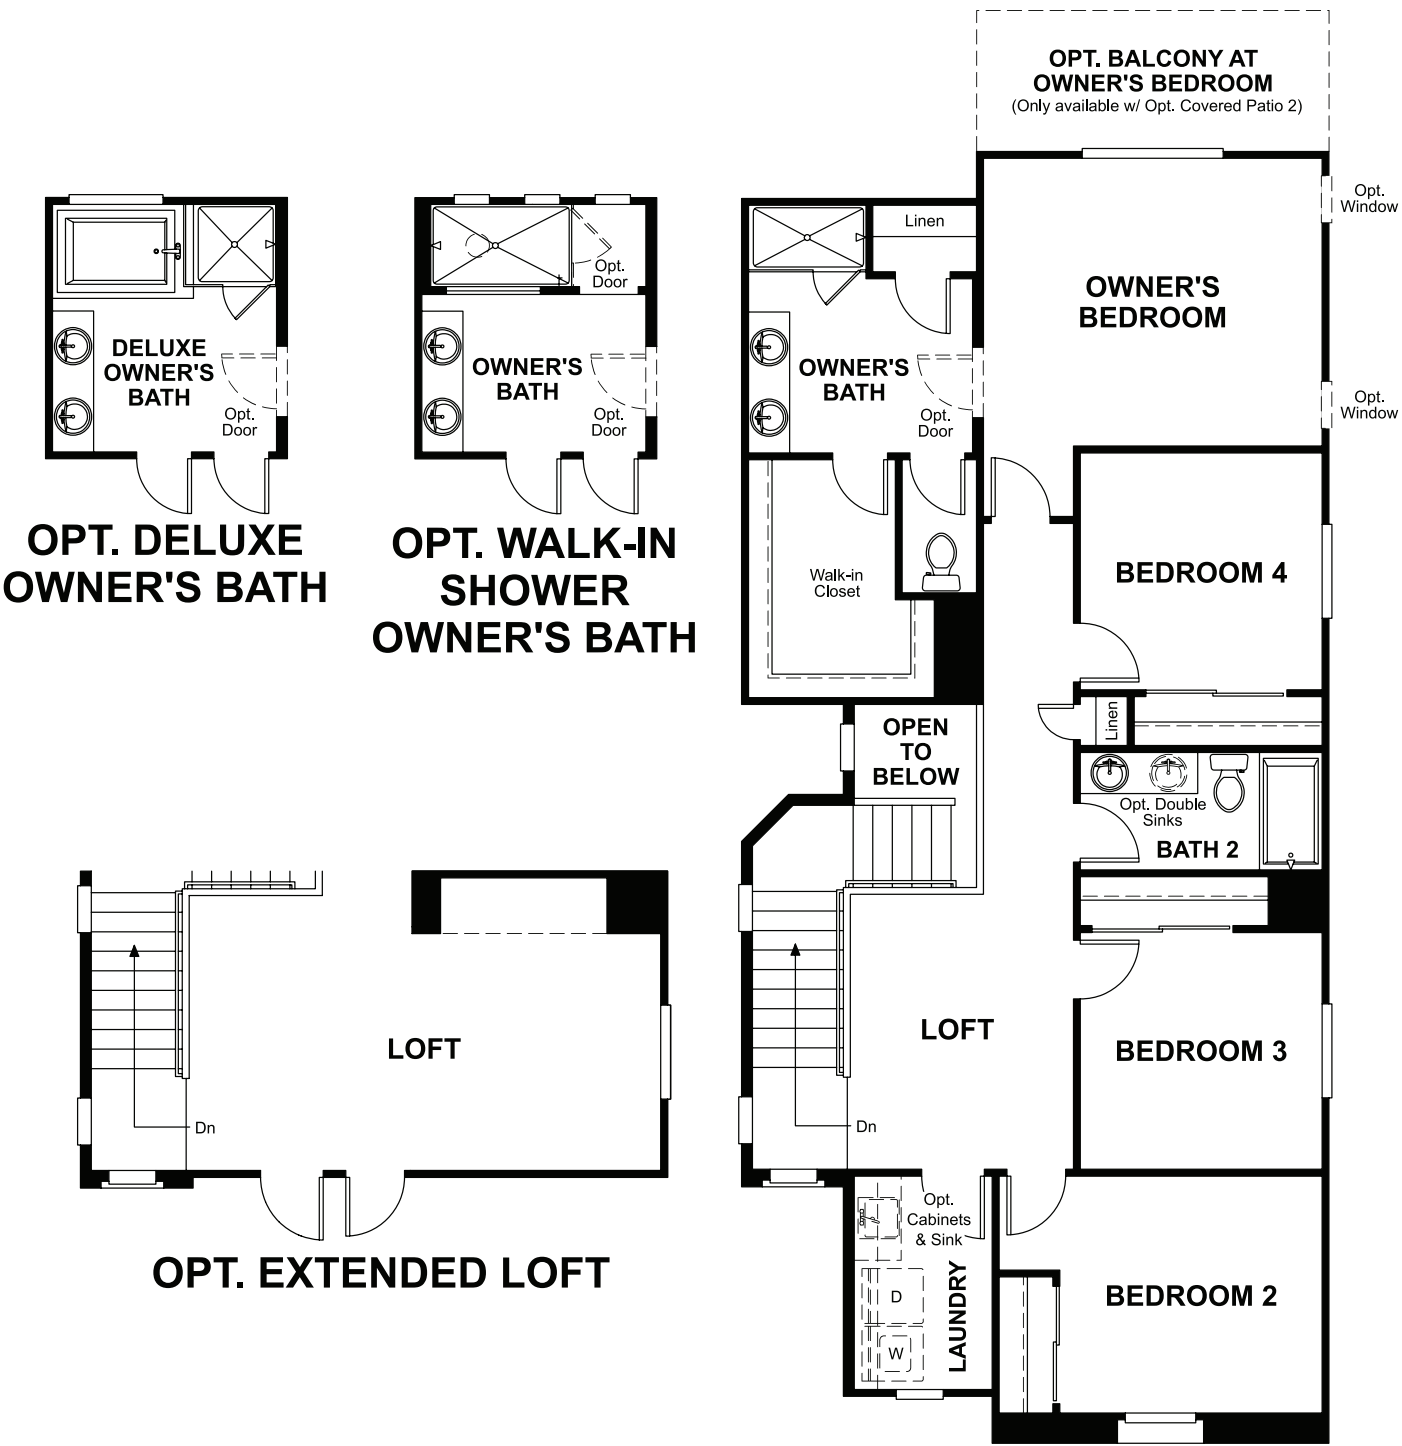 OPT. BALCONY AT
OWNER'S BEDROOM
(Only available w/ Opt. Covered Patio 2)
Opt.
Window
OWNER'S
BEDROOM
Opt.
Window
Linen
OWNER'S
BATH
Opt.
Door
Walk-in
Closet
BEDROOM 4
Linen
OPEN
TO
BELOW
Opt. Double
Sinks
BATH 2
LOFT
BEDROOM 3
Dn
Opt.
Cabinets
& Sink
LAUNDRY
D
W
BEDROOM 2
DELUXE
OWNER'S
BATH
Opt.
Door
OPT. DELUXE
OWNER'S BATH
Opt.
Door
OWNER'S
BATH
Opt.
Door
OPT. WALK-IN
SHOWER
OWNER'S BATH
LOFT
Dn
OPT. EXTENDED LOFT